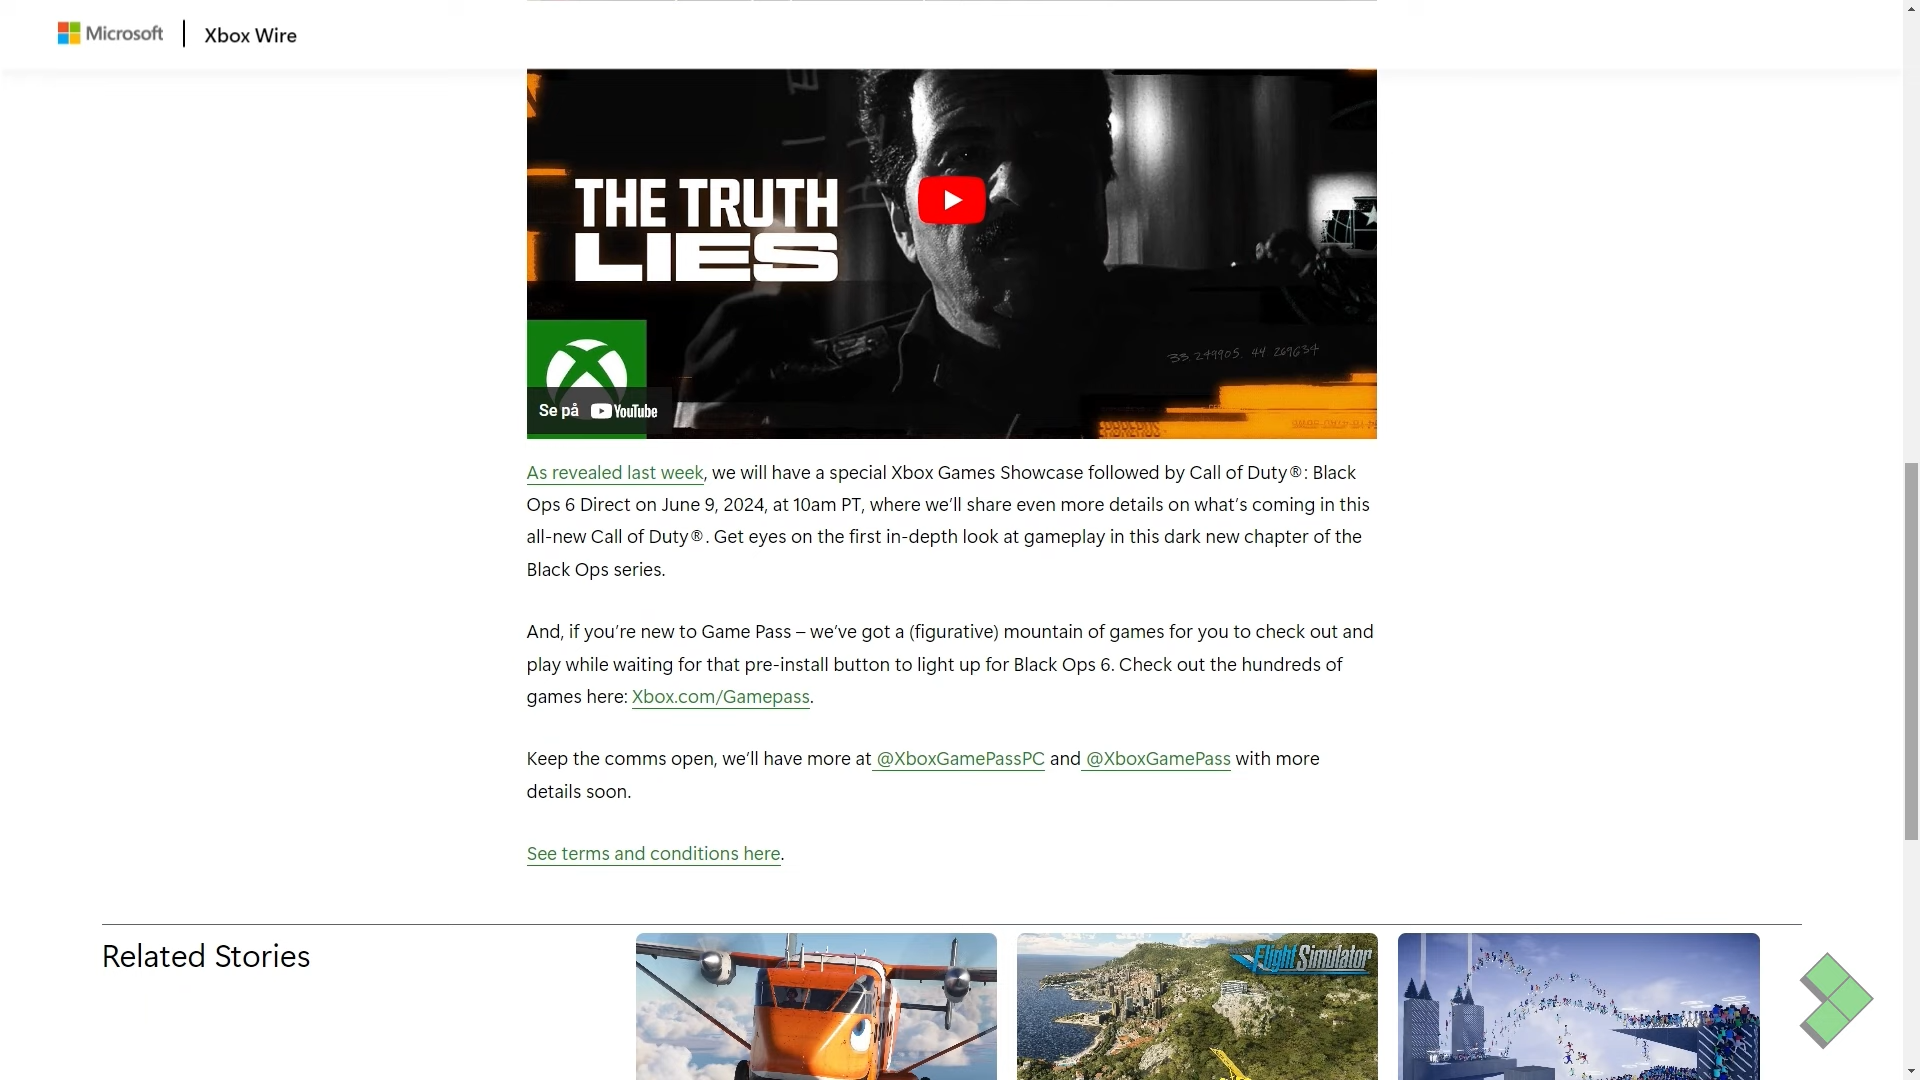 Microsoft | Xbox Wire
THE TRUTH
LIES
33.249905. 44.269634
Se på YouTube
As revealed last week, we will have a special Xbox Games Showcase followed by Call of Duty®: Black
Ops 6 Direct on June 9, 2024, at 10am PT, where we’ll share even more details on what’s coming in this
all-new Call of Duty®. Get eyes on the first in-depth look at gameplay in this dark new chapter of the
Black Ops series.
And, if you’re new to Game Pass – we’ve got a (figurative) mountain of games for you to check out and
play while waiting for that pre-install button to light up for Black Ops 6. Check out the hundreds of
games here: Xbox.com/Gamepass.
Keep the comms open, we’ll have more at @XboxGamePassPC and @XboxGamePass with more
details soon.
See terms and conditions here.
Related Stories
Flight Simulator